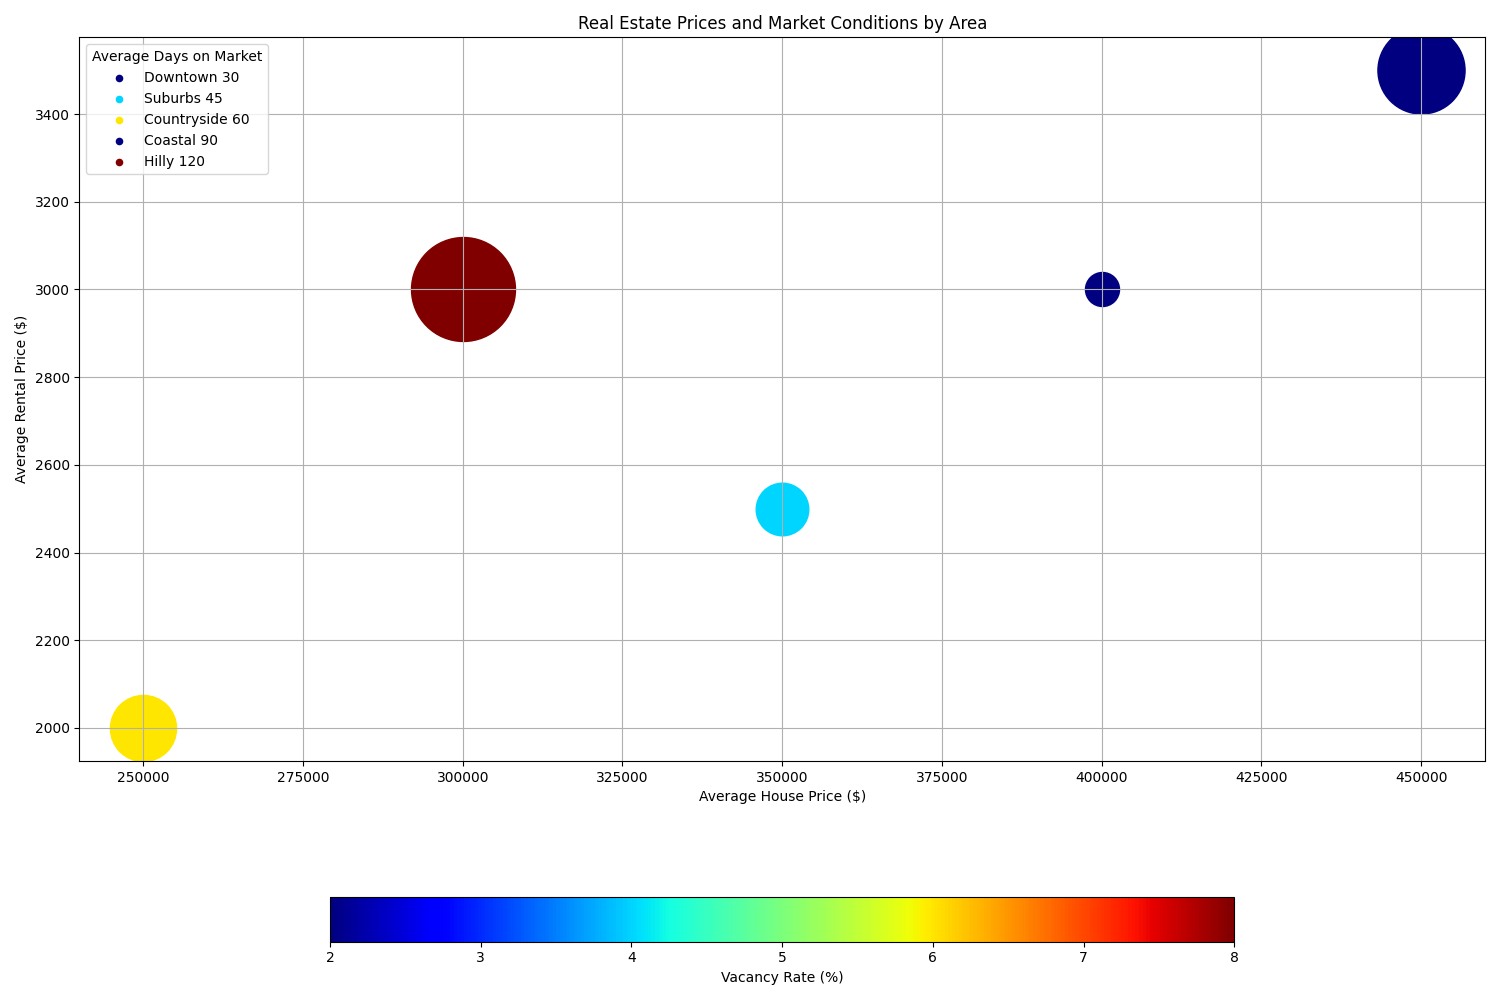 Real Estate Prices and Market Conditions by Area
Average Days on Market
Downtown 30
Suburbs 45
Countryside 60
Coastal 90
Hilly 120
Average Rental Price ($)
3400
3200
3000
2800
2600
2400
2200
2000
250000 275000 300000 325000 350000 375000 400000 425000 450000
Average House Price ($)
2 3 4 5 6 7 8
Vacancy Rate (%)